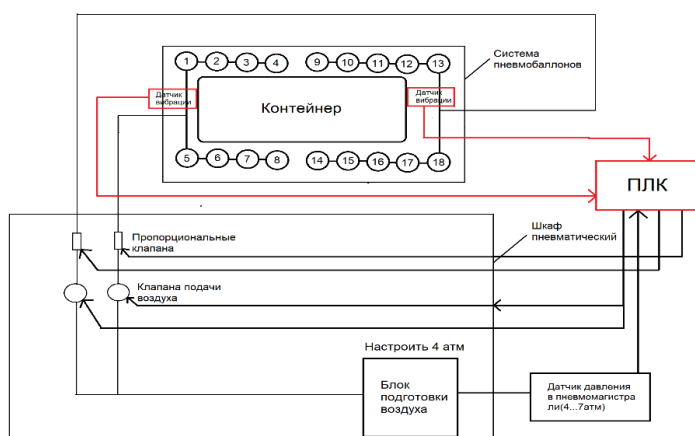 1 2 3 4 9 10 11 12 13
Система
пневмобаллонов
Датчик
вибрации
Контейнер
Датчик
вибрации
5 6 7 8 14 15 16 17 18
ПЛК
Шкаф
пневматический
Пропорциональные
клапана
Клапана подачи
воздуха
Настроить 4 атм
Блок
подготовки
воздуха
Датчик давления
в пневмомагистра
ли(4...7атм)